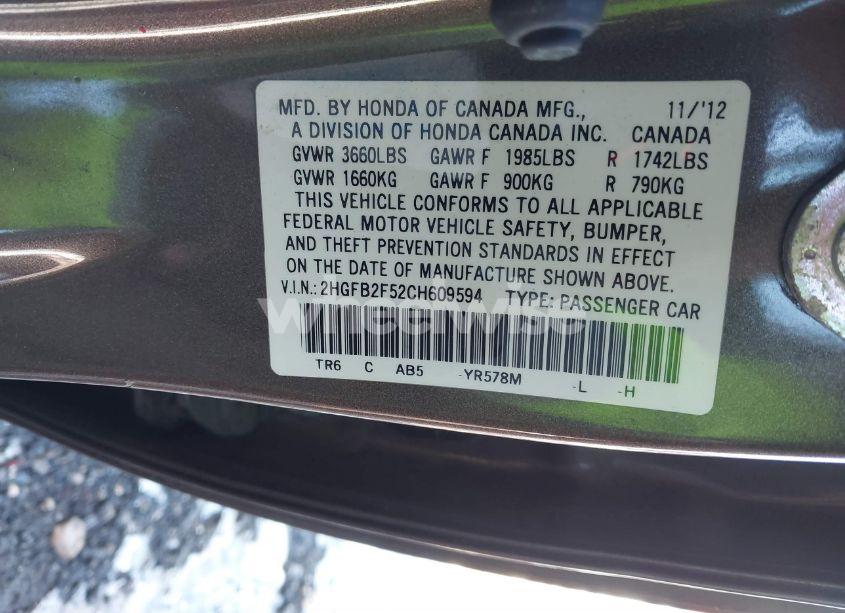 MFD. BY HONDA OF CANADA MFG., 11/'12
A DIVISION OF HONDA CANADA INC. CANADA
GVWR 3660LBS GAWR F 1985LBS R 1742LBS
GVWR 1660KG GAWR F 900KG R 790KG
THIS VEHICLE CONFORMS TO ALL APPLICABLE
FEDERAL MOTOR VEHICLE SAFETY, BUMPER,
AND THEFT PREVENTION STANDARDS IN EFFECT
ON THE DATE OF MANUFACTURE SHOWN ABOVE.
V.I.N.: 2HGFB2F52CH609594 TYPE: PASSENGER CAR
wheelwise
TR6 C AB5 -YR578M -L -H